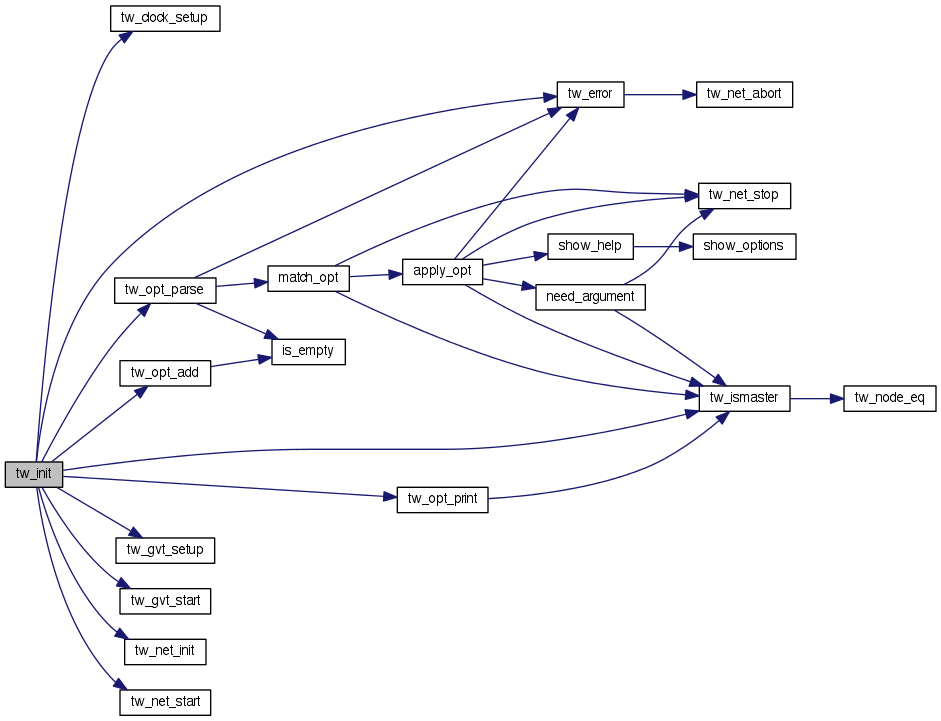 tw_clock_setup
tw_error
tw_net_abort
tw_net_stop
show_help
show_options
apply_opt
match_opt
tw_opt_parse
need_argument
is_empty
tw_opt_add
tw_ismaster
tw_node_eq
tw_init
tw_opt_print
tw_gvt_setup
tw_gvt_start
tw_net_init
tw_net_start